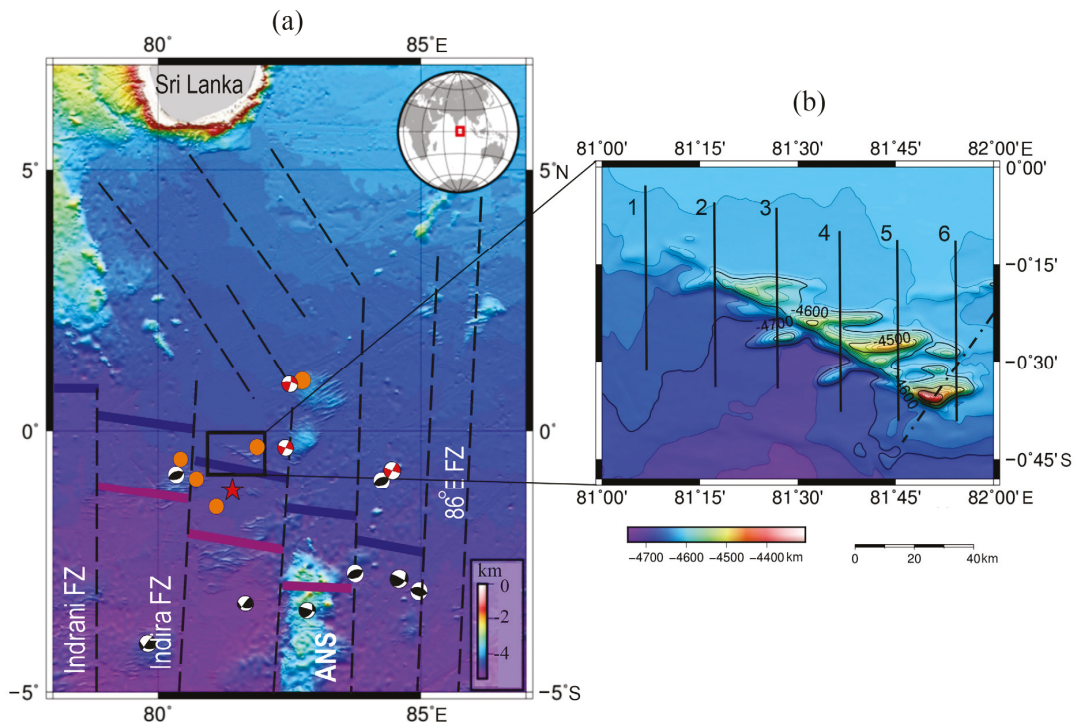 (a)
80° 85°E
Sri Lanka
5° 5°N
0° 0°
86°E FZ
Indrani FZ
Indira FZ
ANS
km
0
-2
-4
-5° -5°S
80° 85°E
(b)
81°00' 81°15' 81°30' 81°45' 82°00'E
0°00'
1 2 3 4 5 6
-0°15'
-4600
-4700
-4500
-0°30'
-4600
-0°45'S
81°00' 81°15' 81°30' 81°45' 82°00'E
-4700 -4600 -4500 -4400 km
0 20 40km